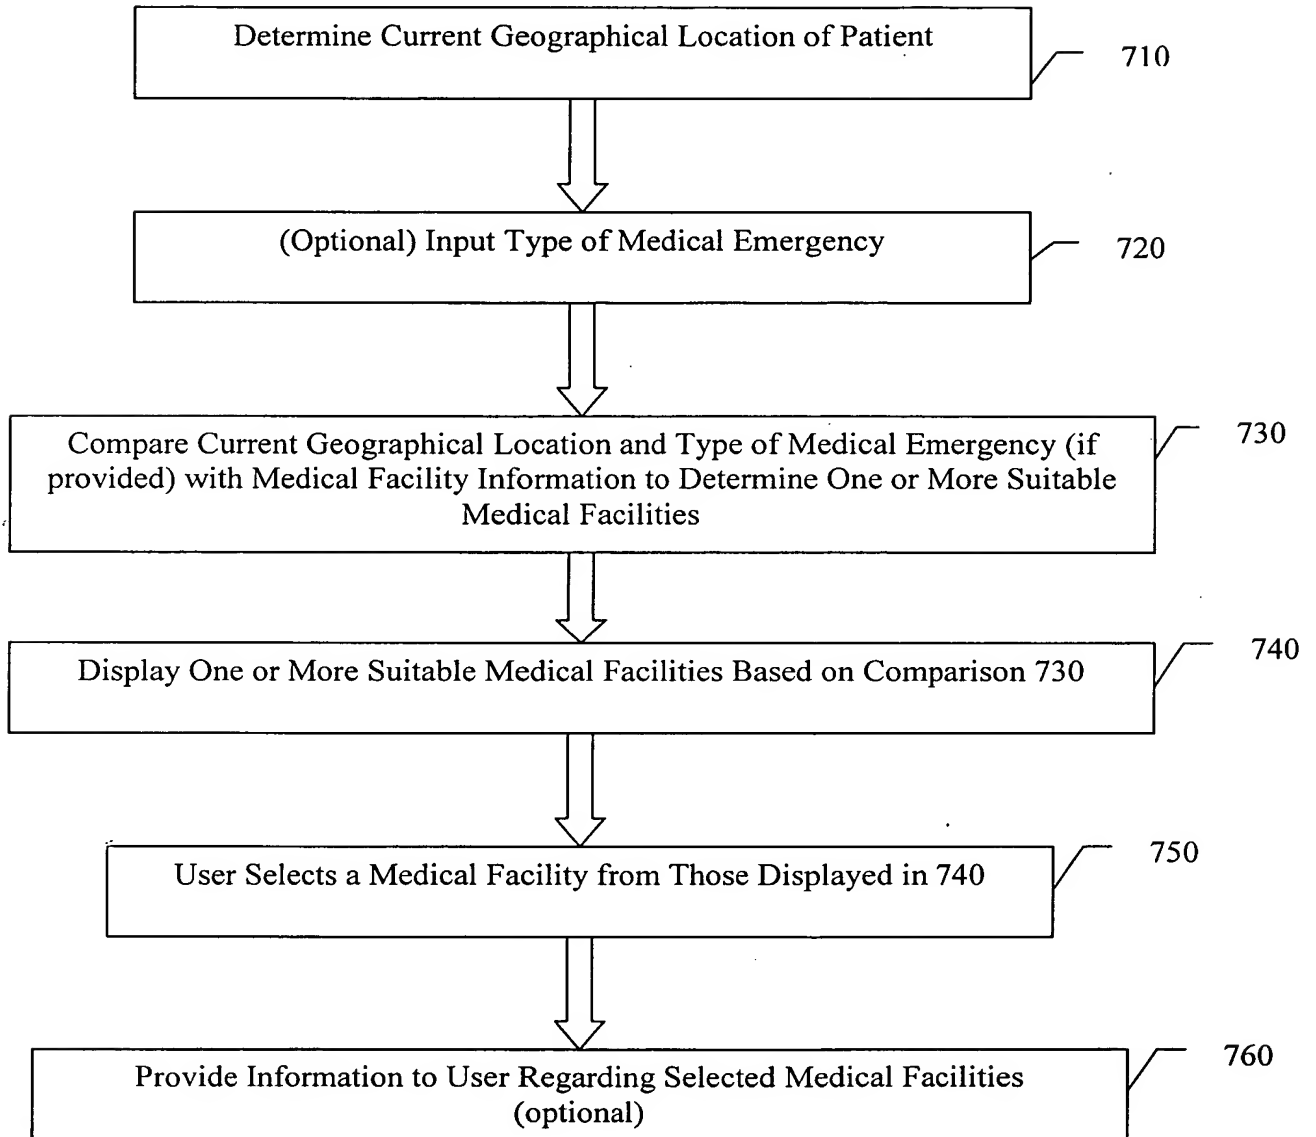 Determine Current Geographical Location of Patient
710
(Optional) Input Type of Medical Emergency
720
Compare Current Geographical Location and Type of Medical Emergency (if
provided) with Medical Facility Information to Determine One or More Suitable
Medical Facilities
730
Display One or More Suitable Medical Facilities Based on Comparison 730
740
User Selects a Medical Facility from Those Displayed in 740
750
Provide Information to User Regarding Selected Medical Facilities
(optional)
760